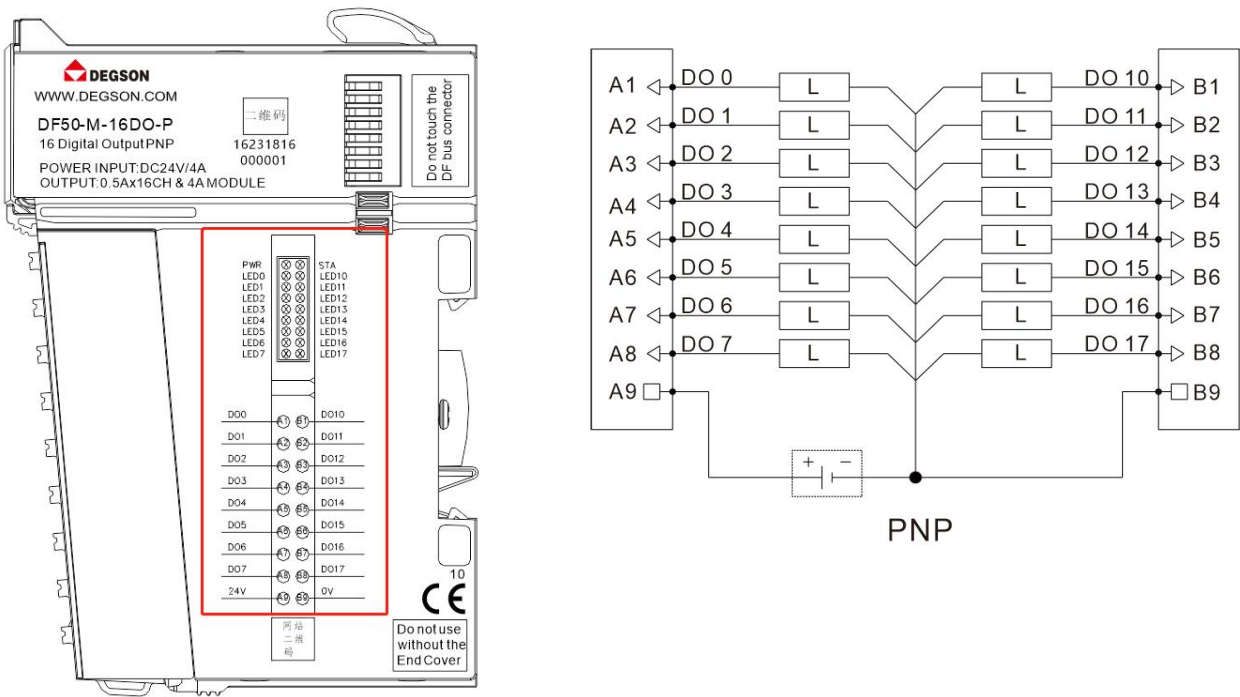 DEGSON
WWW.DEGSON.COM
DF50-M-16DO-P
16 Digital Output PNP
POWER INPUT:DC24V/4A
OUTPUT:0.5Ax16CH & 4A MODULE
二维码
16231816
000001
Do not touch the
DF bus connector
PWR STA
LED0 LED10
LED1 LED11
LED2 LED12
LED3 LED13
LED4 LED14
LED5 LED15
LED6 LED16
LED7 LED17
DO0 A1 B1 DO10
DO1 A2 B2 DO11
DO2 A3 B3 DO12
DO3 A4 B4 DO13
DO4 A5 B5 DO14
DO5 A6 B6 DO15
DO6 A7 B7 DO16
DO7 A8 B8 DO17
24V A9 B9 0V
网站
二维
码
10
CE
Do not use
without the
End Cover
A1 DO 0 L L DO 10 B1
A2 DO 1 L L DO 11 B2
A3 DO 2 L L DO 12 B3
A4 DO 3 L L DO 13 B4
A5 DO 4 L L DO 14 B5
A6 DO 5 L L DO 15 B6
A7 DO 6 L L DO 16 B7
A8 DO 7 L L DO 17 B8
A9 B9
+ −
PNP